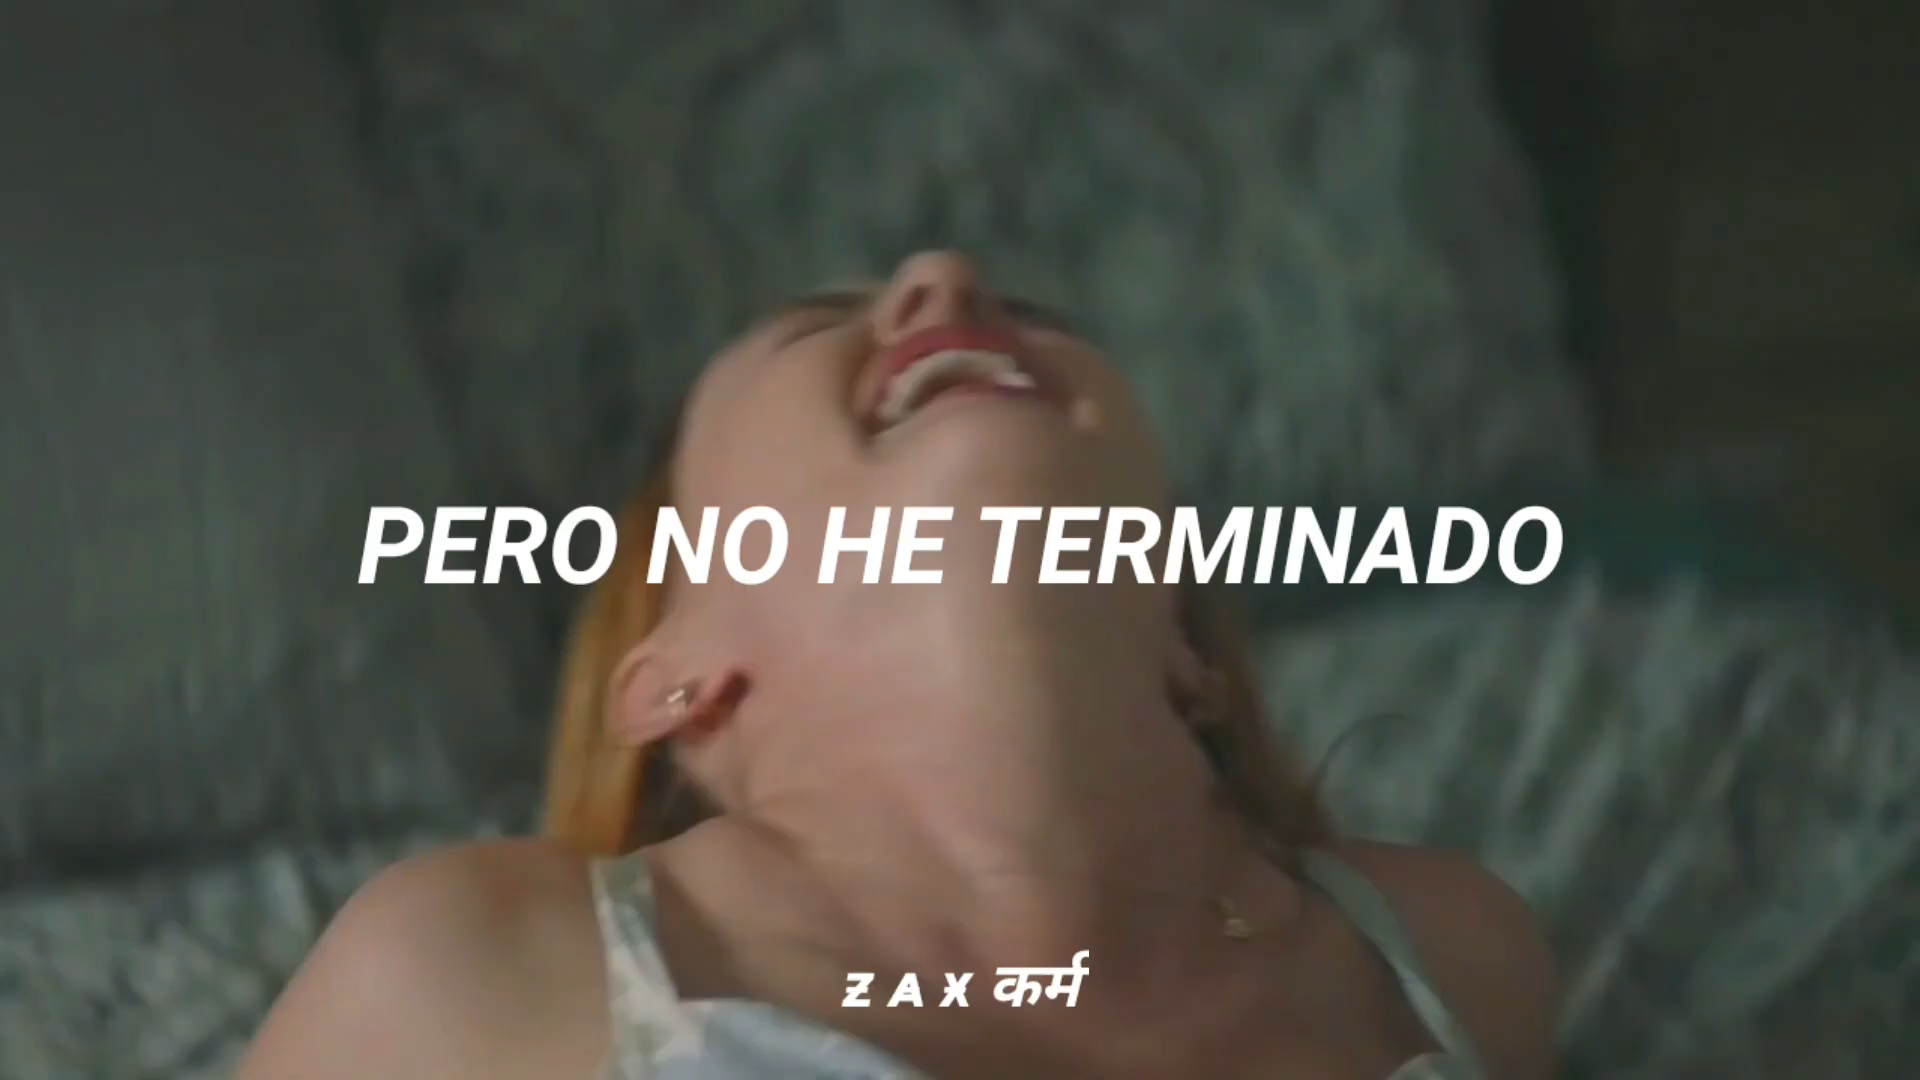 PERO NO HE TERMINADO
Z A X कर्म